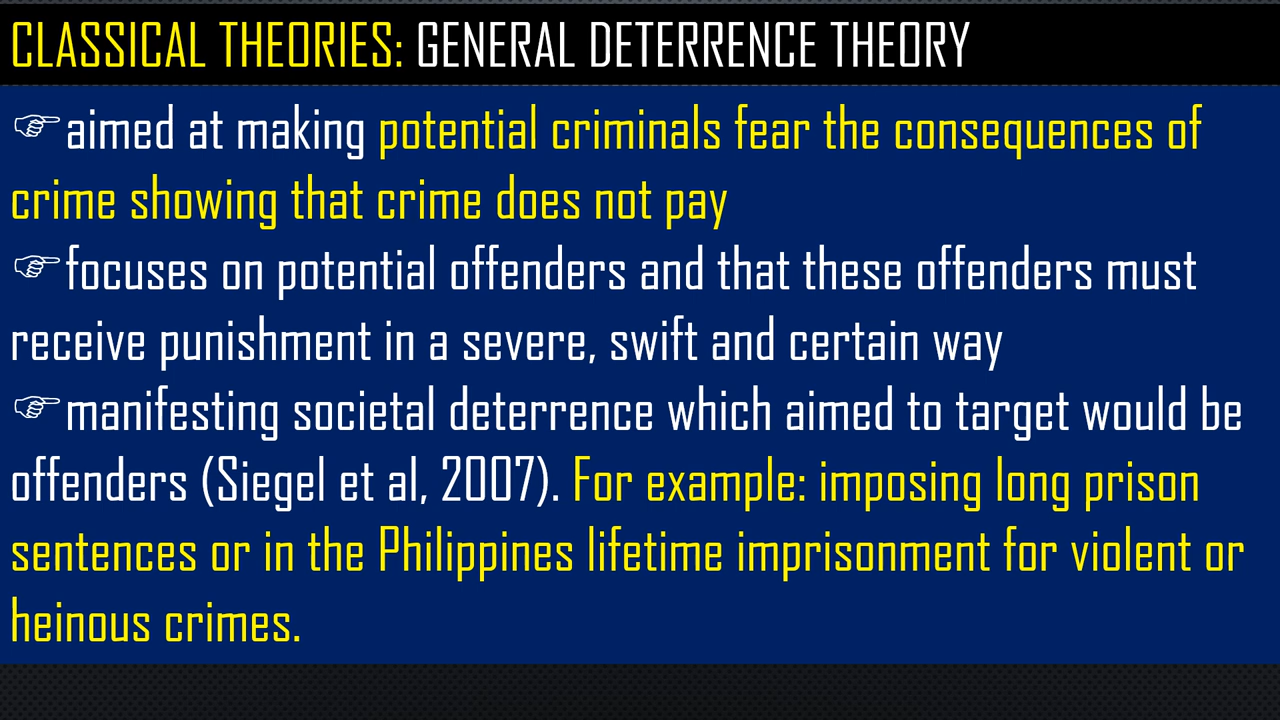 CLASSICAL THEORIES: GENERAL DETERRENCE THEORY
☞aimed at making potential criminals fear the consequences of
crime showing that crime does not pay
☞focuses on potential offenders and that these offenders must
receive punishment in a severe, swift and certain way
☞manifesting societal deterrence which aimed to target would be
offenders (Siegel et al, 2007). For example: imposing long prison
sentences or in the Philippines lifetime imprisonment for violent or
heinous crimes.